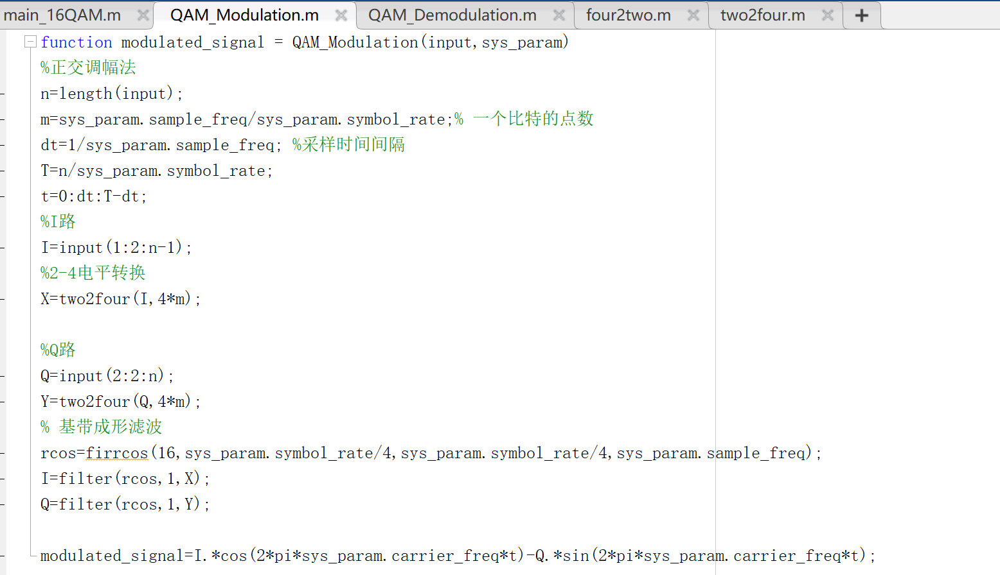 main_16QAM.m QAM_Modulation.m QAM_Demodulation.m four2two.m two2four.m
function modulated_signal = QAM_Modulation(input,sys_param)
%正交调幅法
n=length(input);
m=sys_param.sample_freq/sys_param.symbol_rate;% 一个比特的点数
dt=1/sys_param.sample_freq; %采样时间间隔
T=n/sys_param.symbol_rate;
t=0:dt:T-dt;
%I路
I=input(1:2:n-1);
%2-4电平转换
X=two2four(I,4*m);
%Q路
Q=input(2:2:n);
Y=two2four(Q,4*m);
% 基带成形滤波
rcos=firrcos(16,sys_param.symbol_rate/4,sys_param.symbol_rate/4,sys_param.sample_freq);
I=filter(rcos,1,X);
Q=filter(rcos,1,Y);
modulated_signal=I.*cos(2*pi*sys_param.carrier_freq*t)-Q.*sin(2*pi*sys_param.carrier_freq*t);